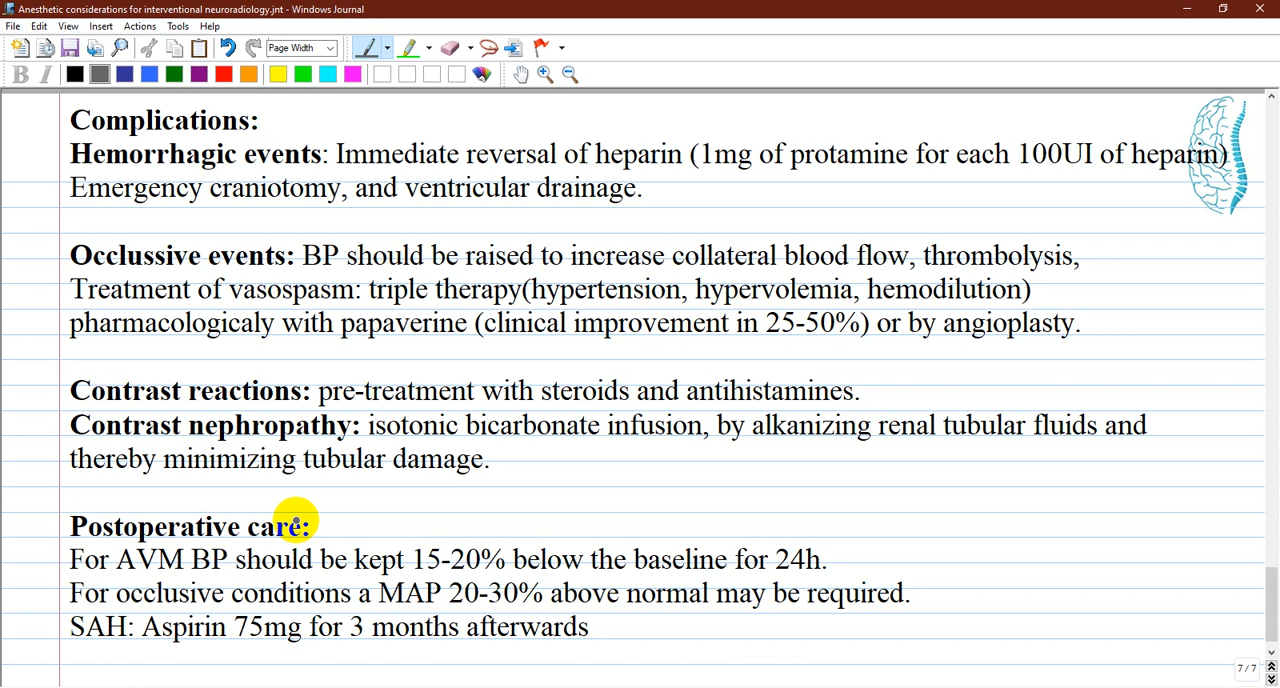 Anesthetic considerations for interventional neuroradiology.jnt - Windows Journal
File Edit View Insert Actions Tools Help
Page Width
B I
Complications:
Hemorrhagic events: Immediate reversal of heparin (1mg of protamine for each 100UI of heparin)
Emergency craniotomy, and ventricular drainage.
Occlussive events: BP should be raised to increase collateral blood flow, thrombolysis,
Treatment of vasospasm: triple therapy(hypertension, hypervolemia, hemodilution)
pharmacologicaly with papaverine (clinical improvement in 25-50%) or by angioplasty.
Contrast reactions: pre-treatment with steroids and antihistamines.
Contrast nephropathy: isotonic bicarbonate infusion, by alkanizing renal tubular fluids and
thereby minimizing tubular damage.
Postoperative care:
For AVM BP should be kept 15-20% below the baseline for 24h.
For occlusive conditions a MAP 20-30% above normal may be required.
SAH: Aspirin 75mg for 3 months afterwards
7/7